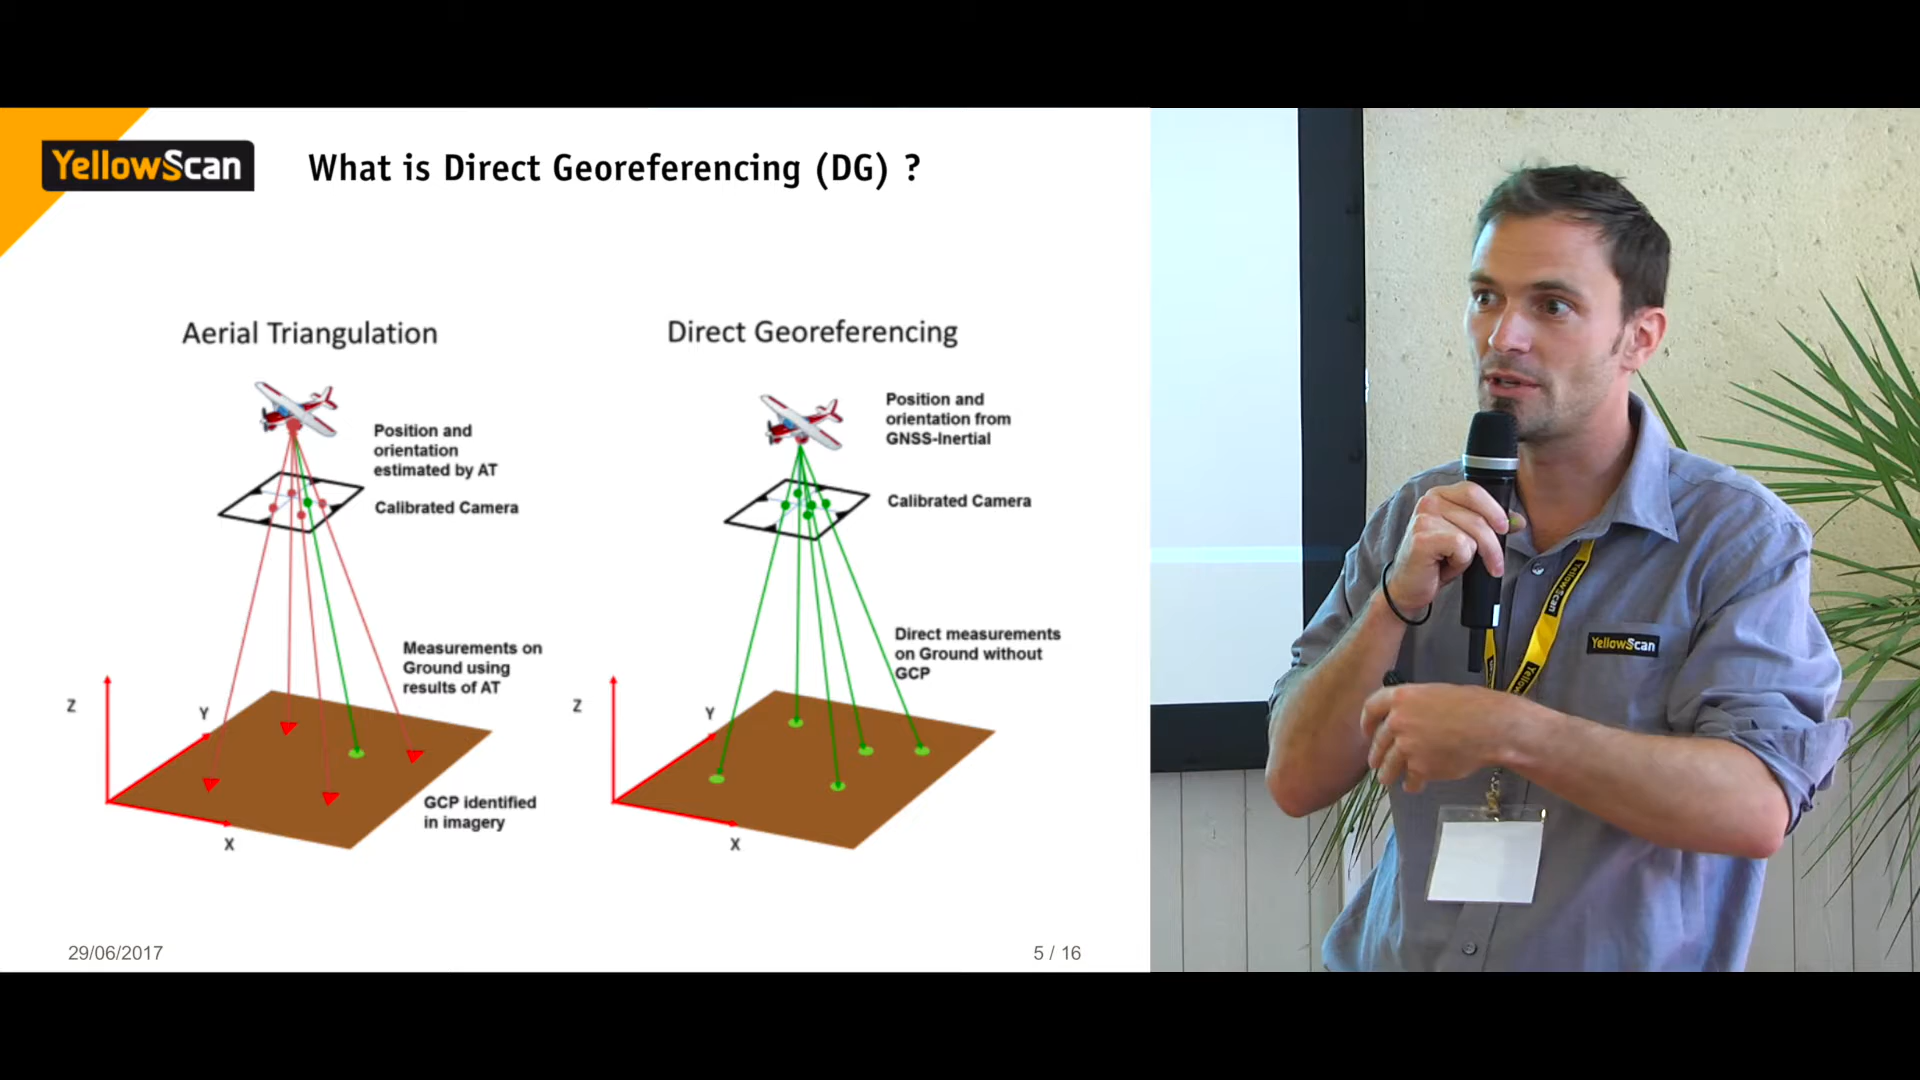 YellowScan
What is Direct Georeferencing (DG) ?
Aerial Triangulation
Position and
orientation
estimated by AT
Calibrated Camera
Measurements on
Ground using
results of AT
GCP identified
in imagery
Z
Y
X
Direct Georeferencing
Position and
orientation from
GNSS-Inertial
Calibrated Camera
Direct measurements
on Ground without
GCP
Z
Y
X
29/06/2017
5 / 16
YellowScan
YellowScan
Yellow